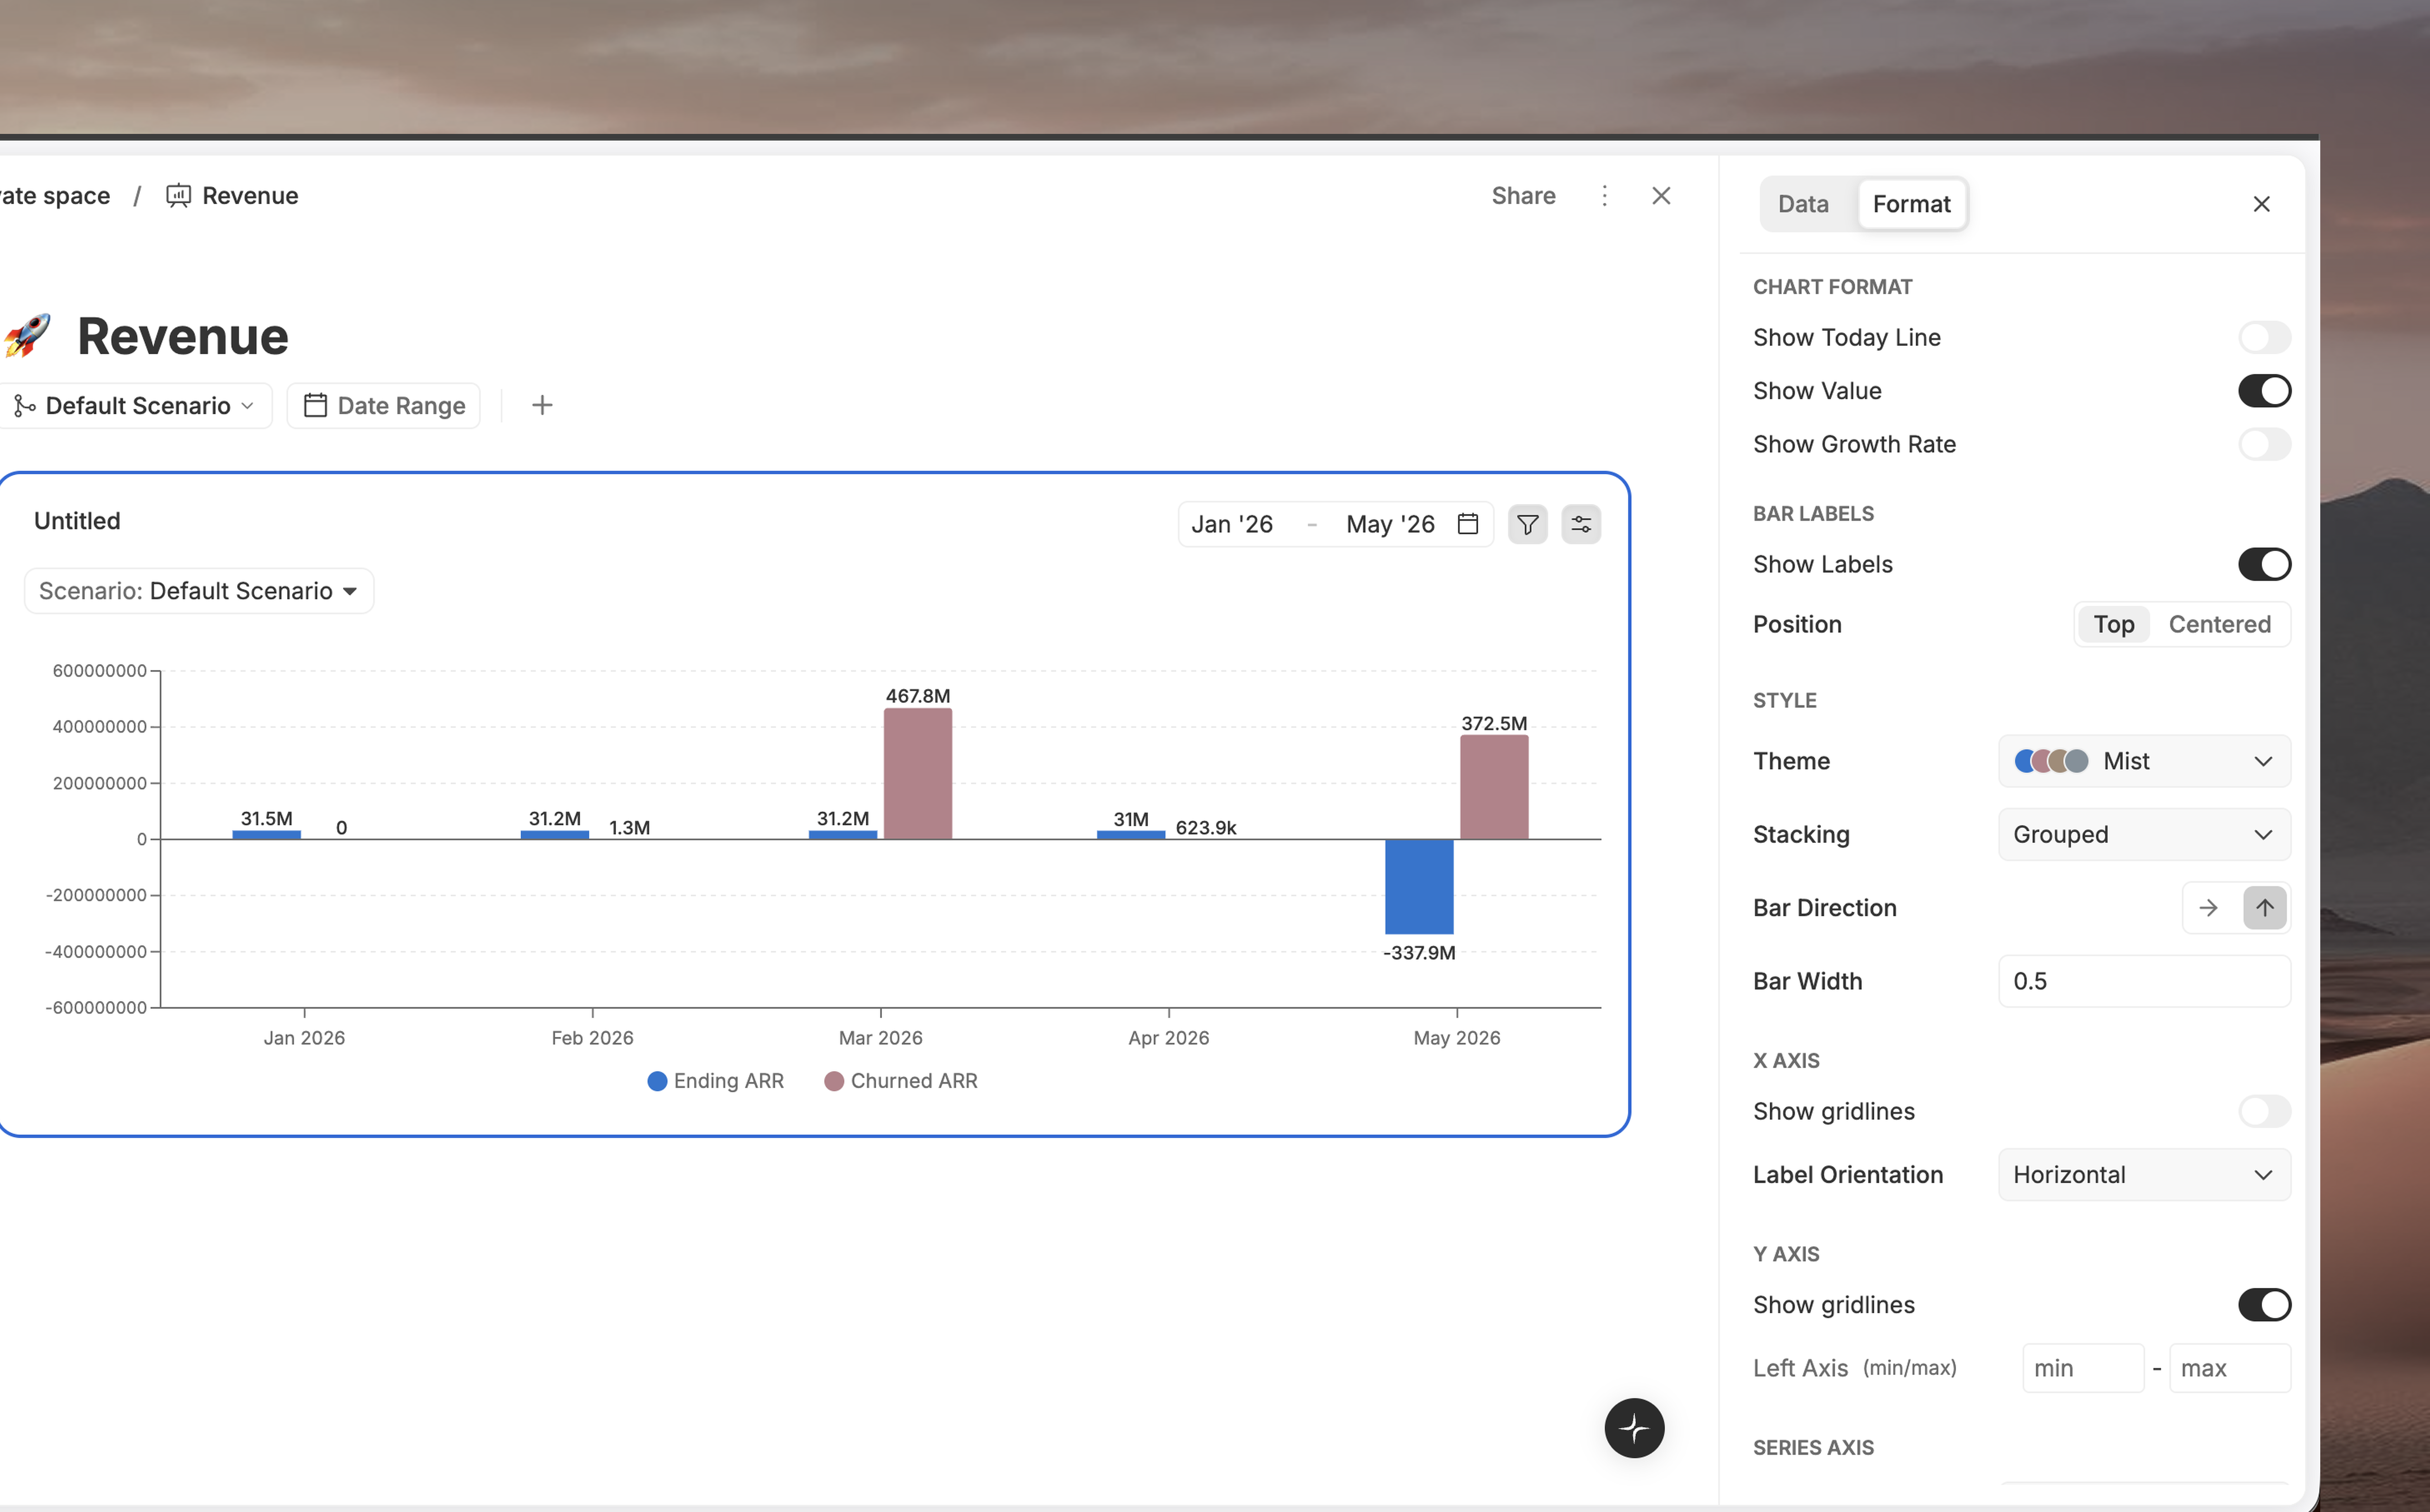 vate space / Revenue
Share
Revenue
Default Scenario
Date Range
Untitled
Jan '26 - May '26
Scenario: Default Scenario
600000000
400000000
200000000
0
-200000000
-400000000
-600000000
31.5M
0
31.2M
1.3M
31.2M
467.8M
31M
623.9k
-337.9M
372.5M
Jan 2026
Feb 2026
Mar 2026
Apr 2026
May 2026
Ending ARR
Churned ARR
Data
Format
CHART FORMAT
Show Today Line
Show Value
Show Growth Rate
BAR LABELS
Show Labels
Position
Top
Centered
STYLE
Theme
Mist
Stacking
Grouped
Bar Direction
Bar Width
0.5
X AXIS
Show gridlines
Label Orientation
Horizontal
Y AXIS
Show gridlines
Left Axis (min/max)
min - max
SERIES AXIS